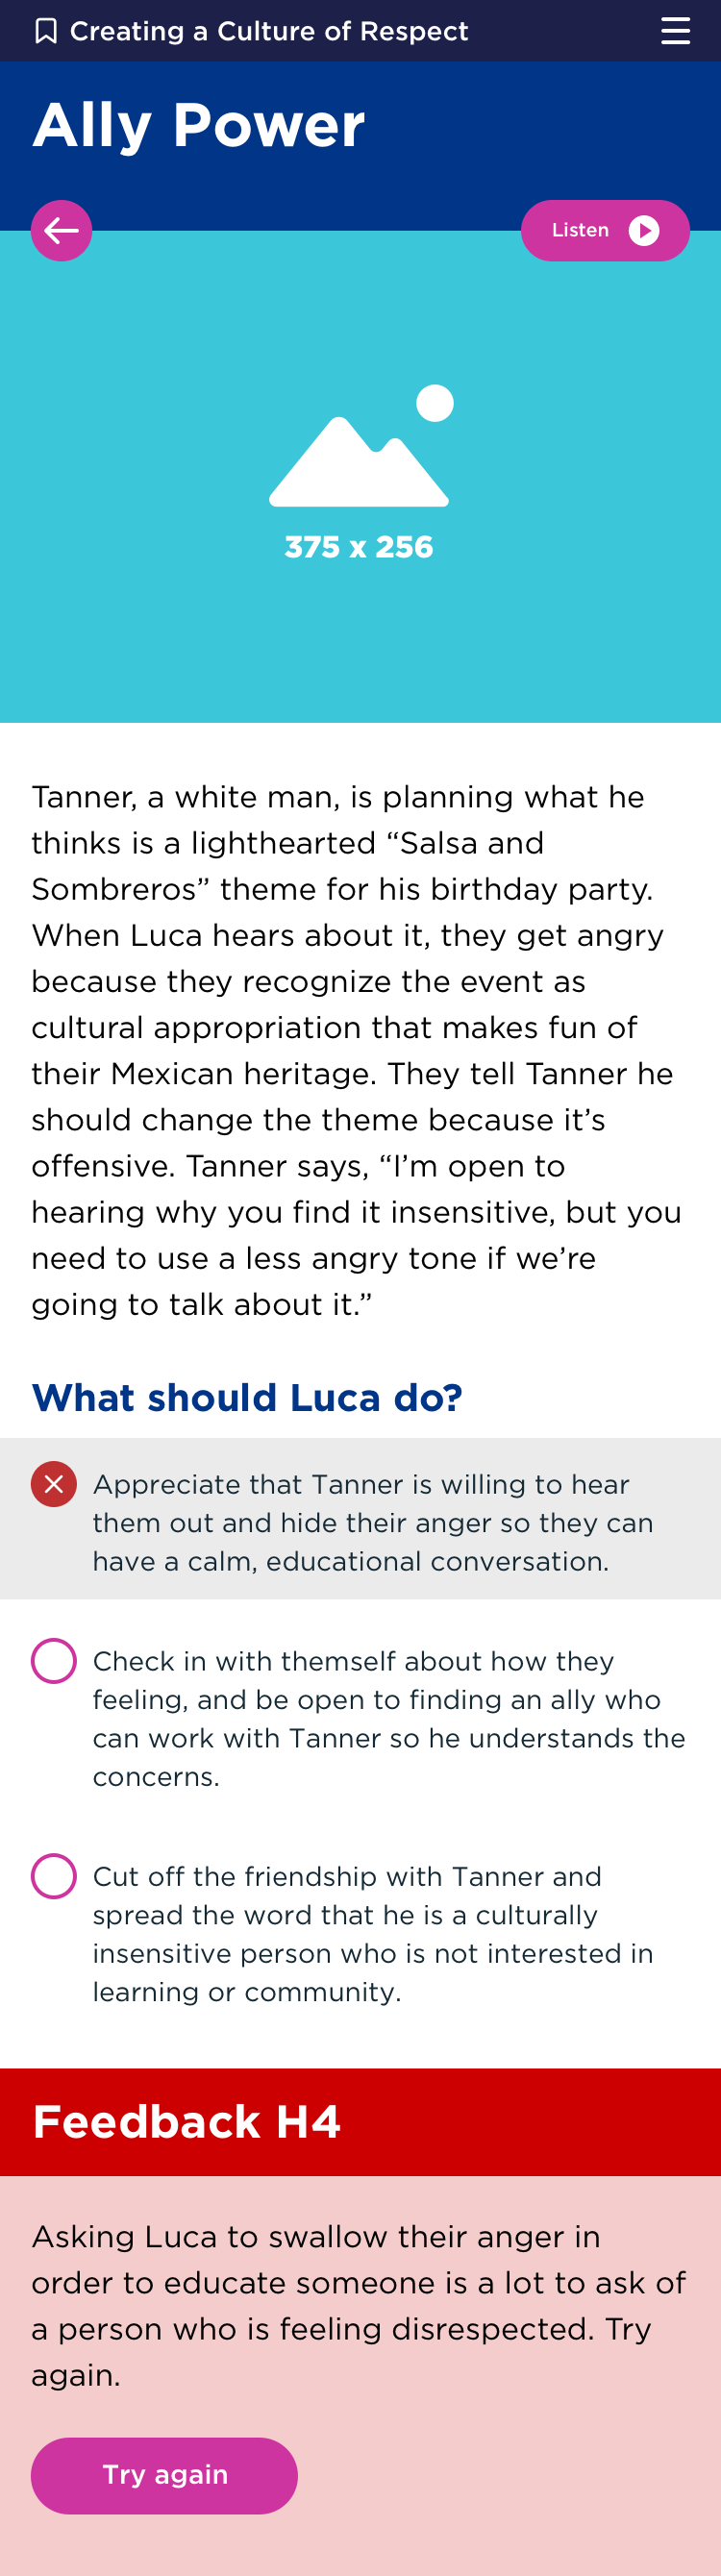 Creating a Culture of Respect
Ally Power
Listen
375 x 256
Tanner, a white man, is planning what he
thinks is a lighthearted “Salsa and
Sombreros” theme for his birthday party.
When Luca hears about it, they get angry
because they recognize the event as
cultural appropriation that makes fun of
their Mexican heritage. They tell Tanner he
should change the theme because it’s
offensive. Tanner says, “I’m open to
hearing why you find it insensitive, but you
need to use a less angry tone if we’re
going to talk about it.”
What should Luca do?
Appreciate that Tanner is willing to hear
them out and hide their anger so they can
have a calm, educational conversation.
Check in with themself about how they
feeling, and be open to finding an ally who
can work with Tanner so he understands the
concerns.
Cut off the friendship with Tanner and
spread the word that he is a culturally
insensitive person who is not interested in
learning or community.
Feedback H4
Asking Luca to swallow their anger in
order to educate someone is a lot to ask of
a person who is feeling disrespected. Try
again.
Try again